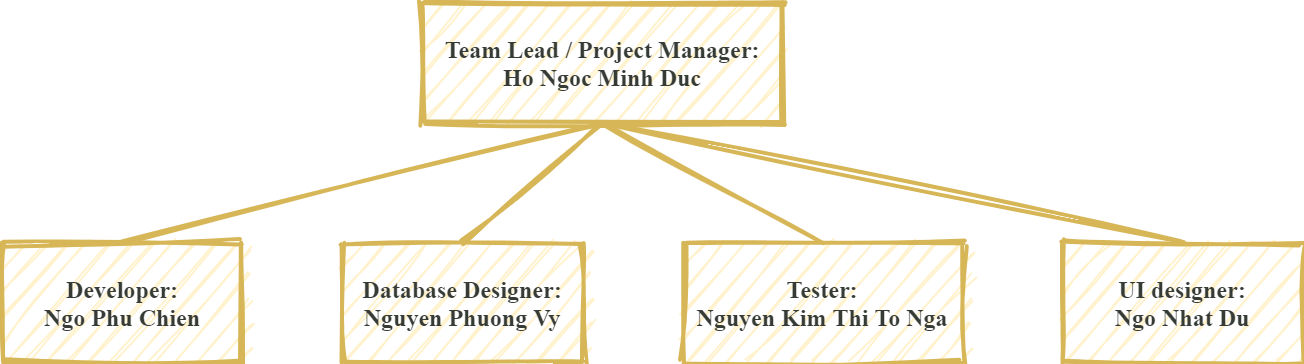 Team Lead / Project Manager:
Ho Ngoc Minh Duc
Developer:
Ngo Phu Chien
Database Designer:
Nguyen Phuong Vy
Tester:
Nguyen Kim Thi To Nga
UI designer:
Ngo Nhat Du